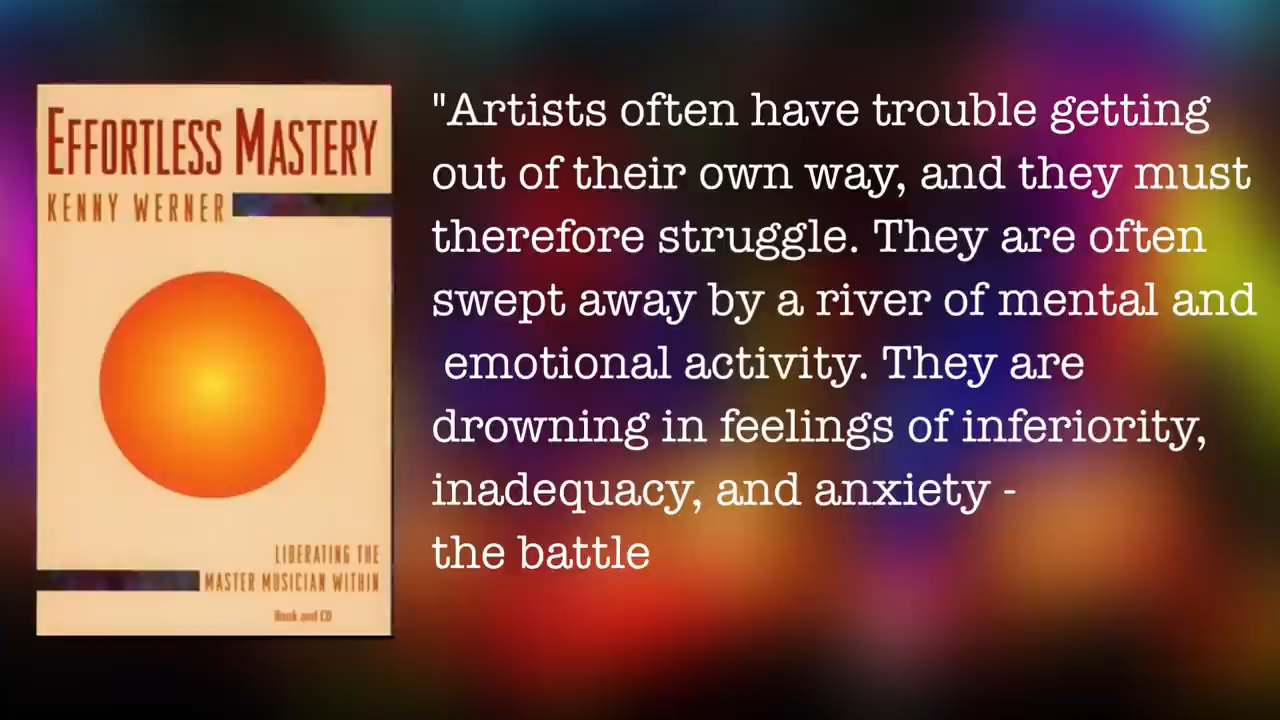 EFFORTLESS MASTERY
KENNY WERNER
LIBERATING THE
MASTER MUSICIAN WITHIN
Book and CD
"Artists often have trouble getting
out of their own way, and they must
therefore struggle. They are often
swept away by a river of mental and
emotional activity. They are
drowning in feelings of inferiority,
inadequacy, and anxiety -
the battle